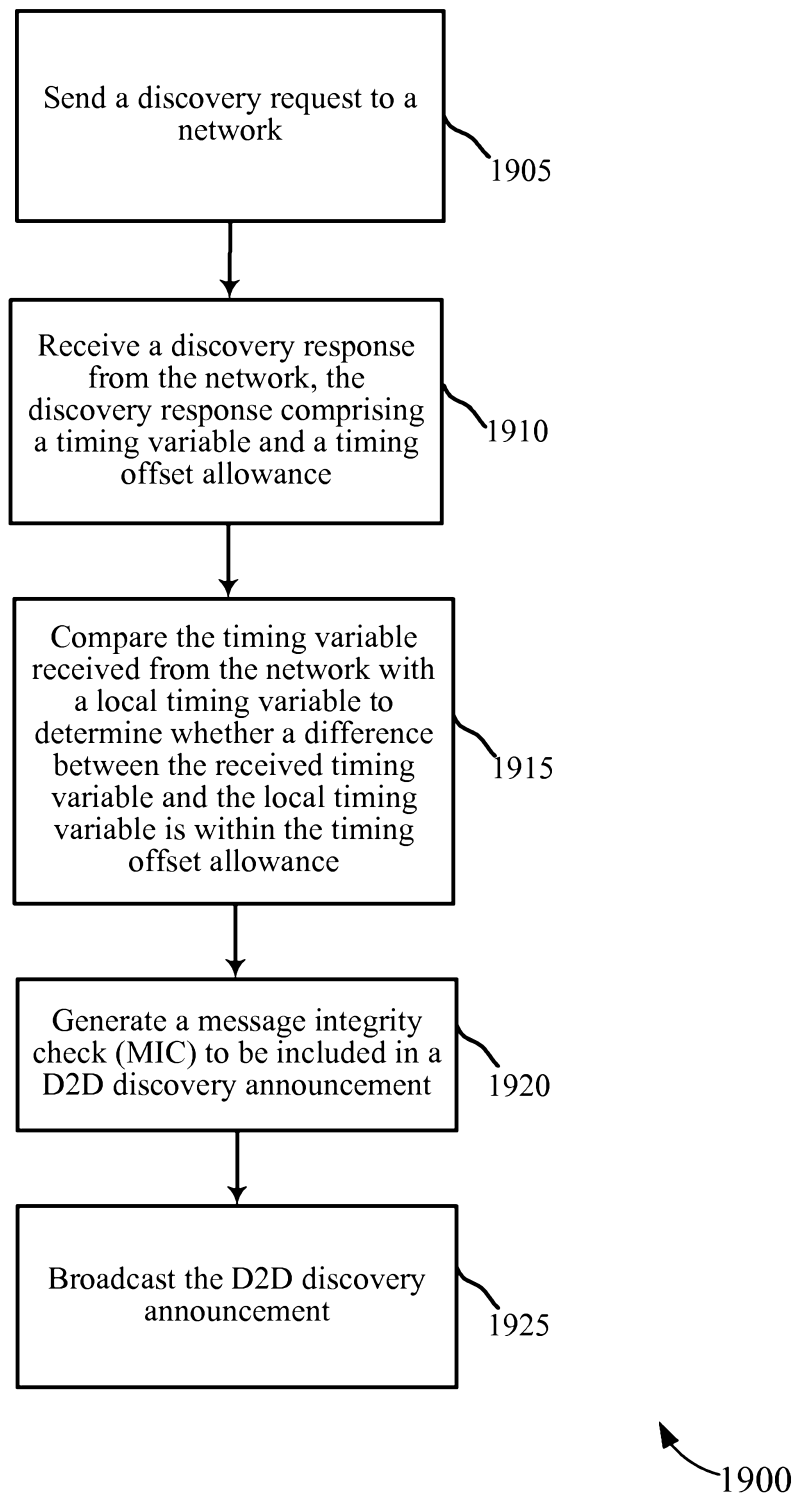 Send a discovery request to a
network
1905
Receive a discovery response
from the network, the
discovery response comprising
a timing variable and a timing
offset allowance
1910
Compare the timing variable
received from the network with
a local timing variable to
determine whether a difference
between the received timing
variable and the local timing
variable is within the timing
offset allowance
1915
Generate a message integrity
check (MIC) to be included in a
D2D discovery announcement
1920
Broadcast the D2D discovery
announcement
1925
1900